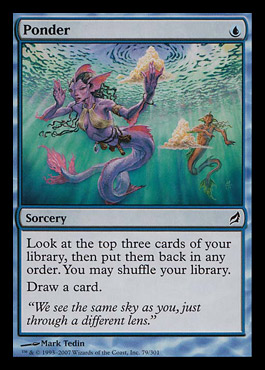 Ponder
Sorcery
Look at the top three cards of your
library, then put them back in any
order. You may shuffle your library.
Draw a card.
“We see the same sky as you, just
through a different lens.”
Mark Tedin
™ & © 1993–2007 Wizards of the Coast, Inc. 79/301